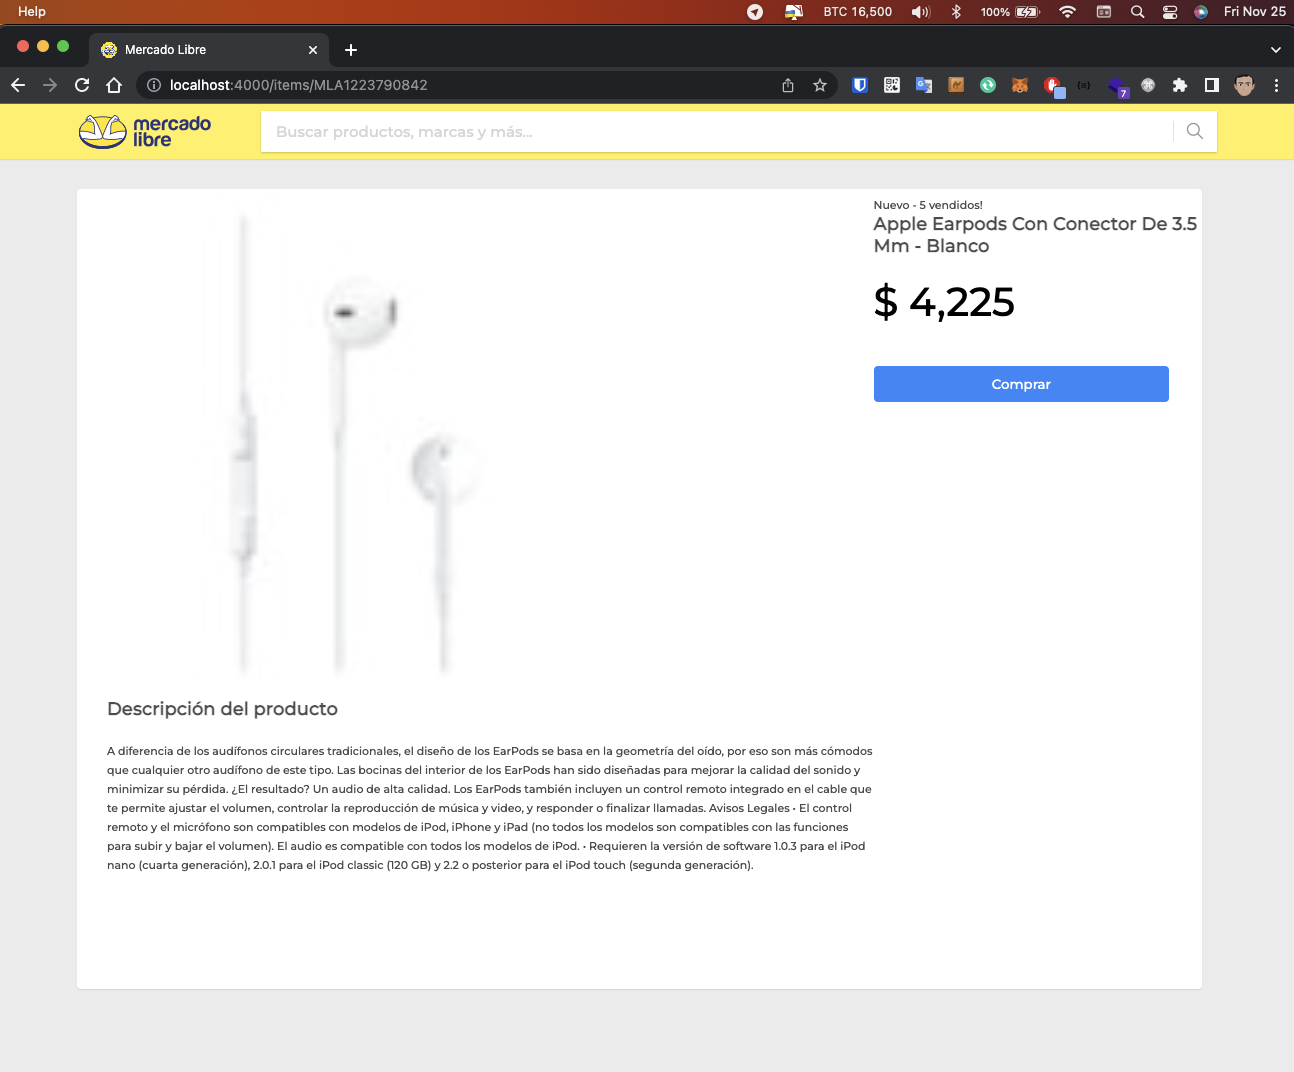 Help
BTC 16,500
100%
Fri Nov 25
Mercado Libre
localhost:4000/items/MLA1223790842
7
mercado
libre
Buscar productos, marcas y más...
Nuevo - 5 vendidos!
Apple Earpods Con Conector De 3.5
Mm - Blanco
$ 4,225
Comprar
Descripción del producto
A diferencia de los audífonos circulares tradicionales, el diseño de los EarPods se basa en la geometría del oído, por eso son más cómodos
que cualquier otro audífono de este tipo. Las bocinas del interior de los EarPods han sido diseñadas para mejorar la calidad del sonido y
minimizar su pérdida. ¿El resultado? Un audio de alta calidad. Los EarPods también incluyen un control remoto integrado en el cable que
te permite ajustar el volumen, controlar la reproducción de música y video, y responder o finalizar llamadas. Avisos Legales • El control
remoto y el micrófono son compatibles con modelos de iPod, iPhone y iPad (no todos los modelos son compatibles con las funciones
para subir y bajar el volumen). El audio es compatible con todos los modelos de iPod. • Requieren la versión de software 1.0.3 para el iPod
nano (cuarta generación), 2.0.1 para el iPod classic (120 GB) y 2.2 o posterior para el iPod touch (segunda generación).